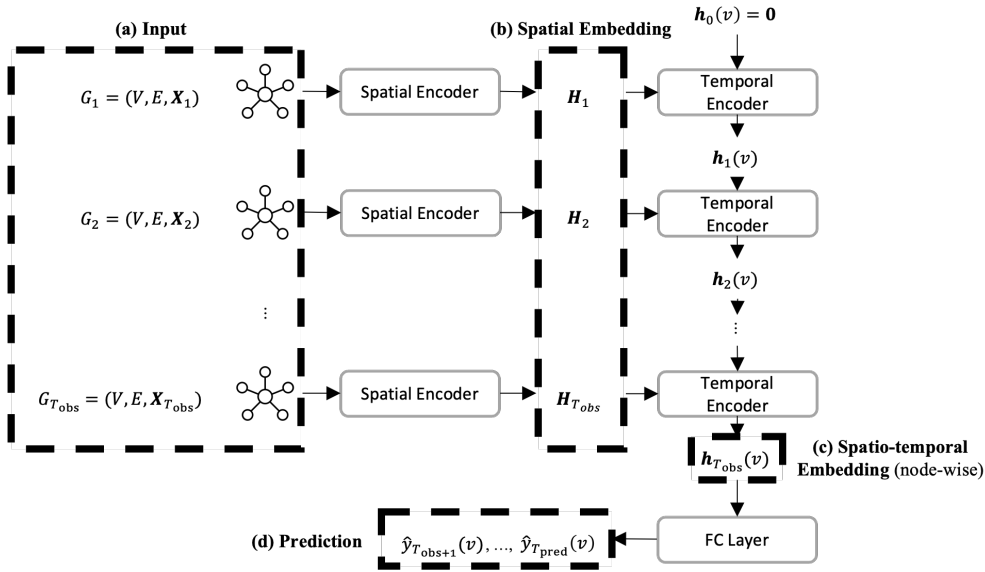 (a) Input
(b) Spatial Embedding
h₀(v) = 0
G₁ = (V, E, X₁)
Spatial Encoder
H₁
Temporal
Encoder
h₁(v)
G₂ = (V, E, X₂)
Spatial Encoder
H₂
Temporal
Encoder
h₂(v)
⋮
⋮
G_{T_obs} = (V, E, X_{T_obs})
Spatial Encoder
H_{T_obs}
Temporal
Encoder
h_{T_obs}(v)
(c) Spatio-temporal
Embedding (node-wise)
(d) Prediction
ŷ_{T_{obs+1}}(v), …, ŷ_{T_pred}(v)
FC Layer